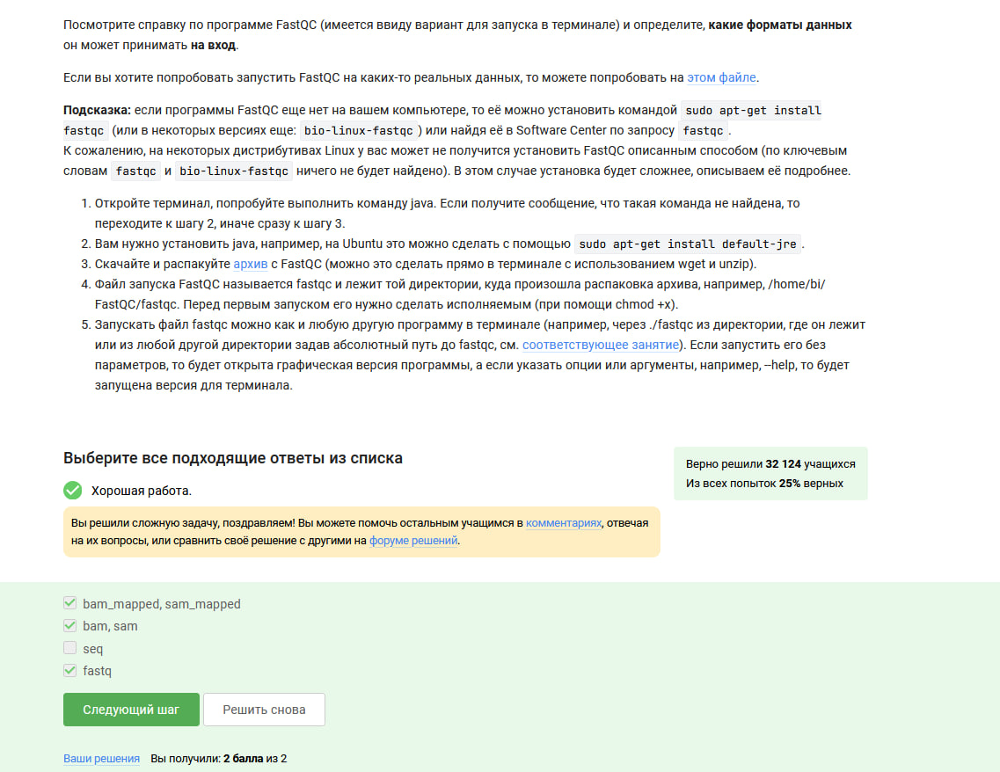 Посмотрите справку по программе FastQC (имеется ввиду вариант для запуска в терминале) и определите, какие форматы данных
он может принимать на вход.
Если вы хотите попробовать запустить FastQC на каких-то реальных данных, то можете попробовать на этом файле.
Подсказка: если программы FastQC еще нет на вашем компьютере, то её можно установить командой sudo apt-get install
fastqc (или в некоторых версиях еще: bio-linux-fastqc ) или найдя её в Software Center по запросу fastqc .
К сожалению, на некоторых дистрибутивах Linux у вас может не получится установить FastQC описанным способом (по ключевым
словам fastqc и bio-linux-fastqc ничего не будет найдено). В этом случае установка будет сложнее, описываем её подробнее.
1. Откройте терминал, попробуйте выполнить команду java. Если получите сообщение, что такая команда не найдена, то
переходите к шагу 2, иначе сразу к шагу 3.
2. Вам нужно установить java, например, на Ubuntu это можно сделать с помощью sudo apt-get install default-jre .
3. Скачайте и распакуйте архив с FastQC (можно это сделать прямо в терминале с использованием wget и unzip).
4. Файл запуска FastQC называется fastqc и лежит той директории, куда произошла распаковка архива, например, /home/bi/
FastQC/fastqc. Перед первым запуском его нужно сделать исполняемым (при помощи chmod +x).
5. Запускать файл fastqc можно как и любую другую программу в терминале (например, через ./fastqc из директории, где он лежит
или из любой другой директории задав абсолютный путь до fastqc, см. соответствующее занятие). Если запустить его без
параметров, то будет открыта графическая версия программы, а если указать опции или аргументы, например, --help, то будет
запущена версия для терминала.
Выберите все подходящие ответы из списка
Верно решили 32 124 учащихся
Из всех попыток 25% верных
Хорошая работа.
Вы решили сложную задачу, поздравляем! Вы можете помочь остальным учащимся в комментариях, отвечая
на их вопросы, или сравнить своё решение с другими на форуме решений.
bam_mapped, sam_mapped
bam, sam
seq
fastq
Следующий шаг
Решить снова
Ваши решения Вы получили: 2 балла из 2